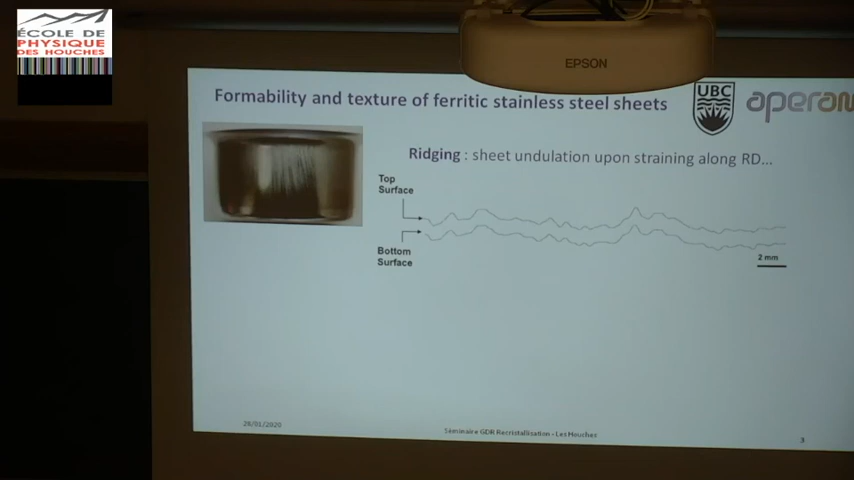 ÉCOLE DE
PHYSIQUE
DES HOUCHES
EPSON
Formability and texture of ferritic stainless steel sheets
UBC
aperam
Ridging : sheet undulation upon straining along RD...
Top
Surface
Bottom
Surface
2 mm
28/01/2020
Séminaire GDR Recristallisation - Les Houches
3